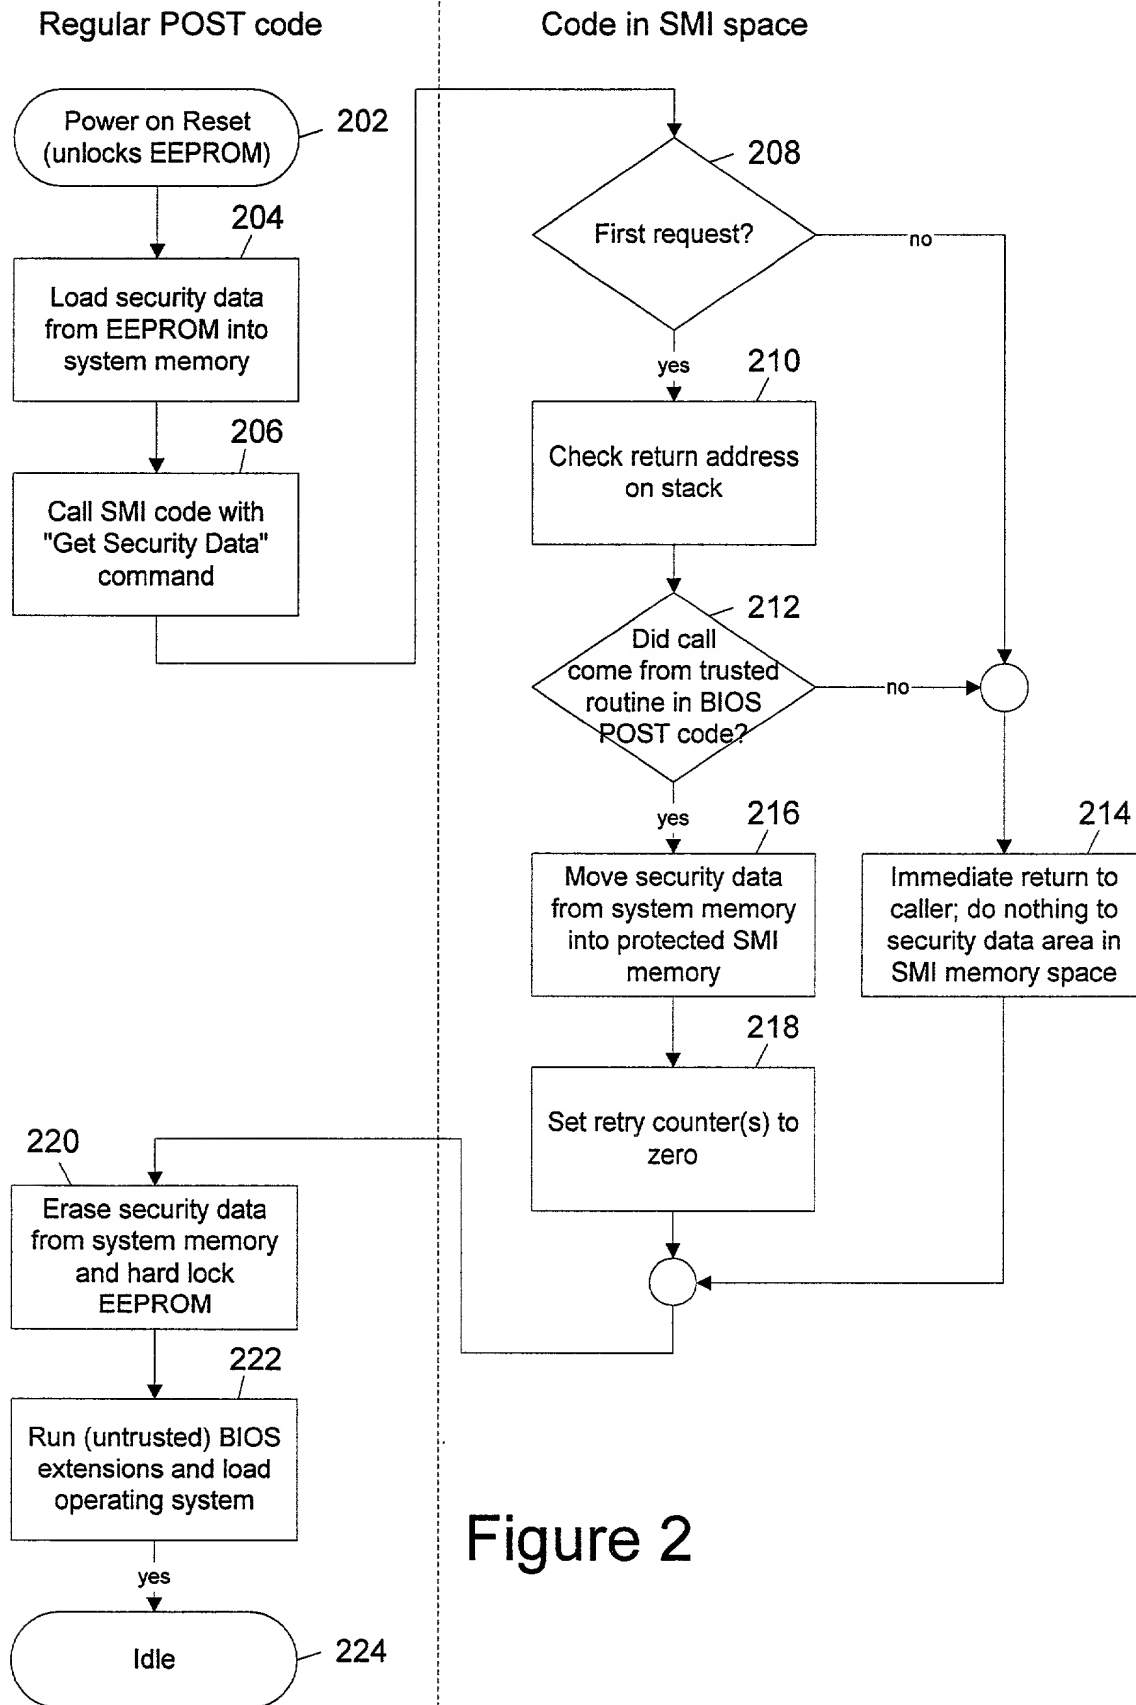 Regular POST code
Code in SMI space
Power on Reset
(unlocks EEPROM)
202
204
Load security data
from EEPROM into
system memory
206
Call SMI code with
"Get Security Data"
command
208
First request?
no
yes
210
Check return address
on stack
212
Did call
come from trusted
routine in BIOS
POST code?
no
yes
216
Move security data
from system memory
into protected SMI
memory
214
Immediate return to
caller; do nothing to
security data area in
SMI memory space
218
Set retry counter(s) to
zero
220
Erase security data
from system memory
and hard lock
EEPROM
222
Run (untrusted) BIOS
extensions and load
operating system
yes
Idle
224
Figure 2